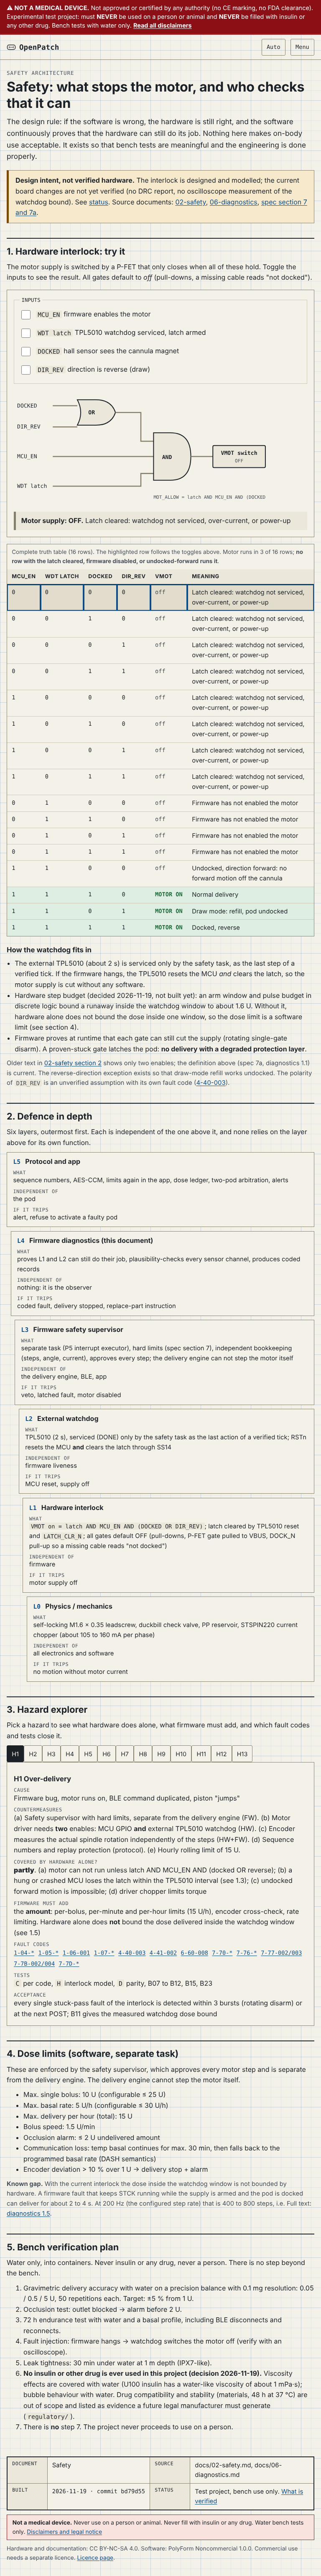 ⚠ NOT A MEDICAL DEVICE. Not approved or certified by any authority (no CE marking, no FDA clearance).
Experimental test project: must NEVER be used on a person or animal and NEVER be filled with insulin or
any other drug. Bench tests with water only. Read all disclaimers
OpenPatch
Auto
Menu
SAFETY ARCHITECTURE
Safety: what stops the motor, and who checks
that it can
The design rule: if the software is wrong, the hardware is still right, and the software
continuously proves that the hardware can still do its job. Nothing here makes on-body
use acceptable. It exists so that bench tests are meaningful and the engineering is done
properly.
Design intent, not verified hardware. The interlock is designed and modelled; the current
board changes are not yet verified (no DRC report, no oscilloscope measurement of the
watchdog bound). See status. Source documents: 02-safety, 06-diagnostics, spec section 7
and 7a.
1. Hardware interlock: try it
The motor supply is switched by a P-FET that only closes when all of these hold. Toggle the
inputs to see the result. All gates default to off (pull-downs, a missing cable reads "not docked").
INPUTS
MCU_EN firmware enables the motor
WDT latch TPL5010 watchdog serviced, latch armed
DOCKED hall sensor sees the cannula magnet
DIR_REV direction is reverse (draw)
DOCKED
OR
DIR_REV
MCU_EN
AND
VMOT switch
OFF
WDT latch
MOT_ALLOW = latch AND MCU_EN AND (DOCKED
Motor supply: OFF. Latch cleared: watchdog not serviced, over-current, or power-up
Complete truth table (16 rows). The highlighted row follows the toggles above. Motor runs in 3 of 16 rows; no
row with the latch cleared, firmware disabled, or undocked-forward runs it.
MCU_EN WDT LATCH DOCKED DIR_REV VMOT MEANING
0 0 0 0 off Latch cleared: watchdog not serviced,
over-current, or power-up
0 0 1 0 off Latch cleared: watchdog not serviced,
over-current, or power-up
0 0 0 1 off Latch cleared: watchdog not serviced,
over-current, or power-up
0 0 1 1 off Latch cleared: watchdog not serviced,
over-current, or power-up
1 0 0 0 off Latch cleared: watchdog not serviced,
over-current, or power-up
1 0 1 0 off Latch cleared: watchdog not serviced,
over-current, or power-up
1 0 0 1 off Latch cleared: watchdog not serviced,
over-current, or power-up
1 0 1 1 off Latch cleared: watchdog not serviced,
over-current, or power-up
0 1 0 0 off Firmware has not enabled the motor
0 1 1 0 off Firmware has not enabled the motor
0 1 0 1 off Firmware has not enabled the motor
0 1 1 1 off Firmware has not enabled the motor
1 1 0 0 off Undocked, direction forward: no
forward motion off the cannula
1 1 1 0 MOTOR ON Normal delivery
1 1 0 1 MOTOR ON Draw mode: refill, pod undocked
1 1 1 1 MOTOR ON Docked, reverse
How the watchdog fits in
• The external TPL5010 (about 2 s) is serviced only by the safety task, as the last step of a
verified tick. If the firmware hangs, the TPL5010 resets the MCU and clears the latch, so the
motor supply is cut without any software.
• Hardware step budget (decided 2026-11-19, not built yet): an arm window and pulse budget in
discrete logic bound a runaway inside the watchdog window to about 1.6 U. Without it,
hardware alone does not bound the dose inside one window, so the dose limit is a software
limit (see section 4).
• Firmware proves at runtime that each gate can still cut the supply (rotating single-gate
disarm). A proven-stuck gate latches the pod: no delivery with a degraded protection layer.
Older text in 02-safety section 2 shows only two enables; the definition above (spec 7a, diagnostics 1.1)
is current. The reverse-direction exception exists so that draw-mode refill works undocked. The polarity
of DIR_REV is an unverified assumption with its own fault code (4-40-003).
2. Defence in depth
Six layers, outermost first. Each is independent of the one above it, and none relies on the layer
above for its own function.
L5 Protocol and app
WHAT
sequence numbers, AES-CCM, limits again in the app, dose ledger, two-pod arbitration, alerts
INDEPENDENT OF
the pod
IF IT TRIPS
alert, refuse to activate a faulty pod
L4 Firmware diagnostics (this document)
WHAT
proves L1 and L2 can still do their job, plausibility-checks every sensor channel, produces coded
records
INDEPENDENT OF
nothing: it is the observer
IF IT TRIPS
coded fault, delivery stopped, replace-part instruction
L3 Firmware safety supervisor
WHAT
separate task (P5 interrupt executor), hard limits (spec section 7), independent bookkeeping
(steps, angle, current), approves every step; the delivery engine can not step the motor itself
INDEPENDENT OF
the delivery engine, BLE, app
IF IT TRIPS
veto, latched fault, motor disabled
L2 External watchdog
WHAT
TPL5010 (2 s), serviced (DONE) only by the safety task as the last action of a verified tick; RSTn
resets the MCU and clears the latch through SS14
INDEPENDENT OF
firmware liveness
IF IT TRIPS
MCU reset, supply off
L1 Hardware interlock
WHAT
VMOT on = latch AND MCU_EN AND (DOCKED OR DIR_REV); latch cleared by TPL5010 reset
and LATCH_CLR_N; all gates default OFF (pull-downs, P-FET gate pulled to VBUS, DOCK_N
pull-up so a missing cable reads "not docked")
INDEPENDENT OF
firmware
IF IT TRIPS
motor supply off
L0 Physics / mechanics
WHAT
self-locking M1.6 × 0.35 leadscrew, duckbill check valve, PP reservoir, STSPIN220 current
chopper (about 105 to 160 mA per phase)
INDEPENDENT OF
all electronics and software
IF IT TRIPS
no motion without motor current
3. Hazard explorer
Pick a hazard to see what hardware does alone, what firmware must add, and which fault codes
and tests close it.
H1 H2 H3 H4 H5 H6 H7 H8 H9 H10 H11 H12 H13
H1 Over-delivery
CAUSE
Firmware bug, motor runs on, BLE command duplicated, piston "jumps"
COUNTERMEASURES
(a) Safety supervisor with hard limits, separate from the delivery engine (FW). (b) Motor
driver needs two enables: MCU GPIO and external TPL5010 watchdog (HW). (c) Encoder
measures the actual spindle rotation independently of the steps (HW+FW). (d) Sequence
numbers and replay protection (protocol). (e) Hourly rolling limit of 15 U.
COVERED BY HARDWARE ALONE?
partly. (a) motor can not run unless latch AND MCU_EN AND (docked OR reverse); (b) a
hung or crashed MCU loses the latch within the TPL5010 interval (see 1.3); (c) undocked
forward motion is impossible; (d) driver chopper limits torque
FIRMWARE MUST ADD
the amount: per-bolus, per-minute and per-hour limits (15 U/h), encoder cross-check, rate
limiting. Hardware alone does not bound the dose delivered inside the watchdog window
(see 1.5)
FAULT CODES
1-04-* 1-05-* 1-06-001 1-07-* 4-40-003 4-41-002 6-60-008 7-70-* 7-76-* 7-77-002/003
7-78-002/004 7-7D-*
TESTS
C per code, H interlock model, D parity, B07 to B12, B15, B23
ACCEPTANCE
every single stuck-pass fault of the interlock is detected within 3 boluses (rotating disarm) or
at the next POST; B11 gives the measured watchdog dose bound
4. Dose limits (software, separate task)
These are enforced by the safety supervisor, which approves every motor step and is separate
from the delivery engine. The delivery engine cannot step the motor itself.
• Max. single bolus: 10 U (configurable ≤ 25 U)
• Max. basal rate: 5 U/h (configurable ≤ 30 U/h)
• Max. delivery per hour (total): 15 U
• Bolus speed: 1.5 U/min
• Occlusion alarm: ≤ 2 U undelivered amount
• Communication loss: temp basal continues for max. 30 min, then falls back to the
programmed basal rate (DASH semantics)
• Encoder deviation > 10 % over 1 U → delivery stop + alarm
Known gap. With the current interlock the dose inside the watchdog window is not bounded by
hardware. A firmware fault that keeps STCK running while the supply is armed and the pod is docked
can deliver for about 2 to 4 s. At 200 Hz (the configured step rate) that is 400 to 800 steps, i.e. Full text:
diagnostics 1.5.
5. Bench verification plan
Water only, into containers. Never insulin or any drug, never a person. There is no step beyond
the bench.
1. Gravimetric delivery accuracy with water on a precision balance with 0.1 mg resolution: 0.05
/ 0.5 / 5 U, 50 repetitions each. Target: ±5 % from 1 U.
2. Occlusion test: outlet blocked → alarm before 2 U.
3. 72 h endurance test with water and a basal profile, including BLE disconnects and
reconnects.
4. Fault injection: firmware hangs → watchdog switches the motor off (verify with an
oscilloscope).
5. Leak tightness: 30 min under water at 1 m depth (IPX7-like).
6. No insulin or other drug is ever used in this project (decision 2026-11-19). Viscosity
effects are covered with water (U100 insulin has a water-like viscosity of about 1 mPa·s);
bubble behaviour with water. Drug compatibility and stability (materials, 48 h at 37 °C) are
out of scope and listed as evidence a future legal manufacturer must generate
(regulatory/).
7. There is no step 7. The project never proceeds to use on a person.
DOCUMENT Safety
SOURCE docs/02-safety.md, docs/06-
diagnostics.md
BUILT 2026-11-19 · commit bd79d55
STATUS Test project, bench use only. What is
verified
Not a medical device. Never use on a person or animal. Never fill with insulin or any drug. Water bench tests
only. Disclaimers and legal notice
Hardware and documentation: CC BY-NC-SA 4.0. Software: PolyForm Noncommercial 1.0.0. Commercial use
needs a separate licence. Licence page.